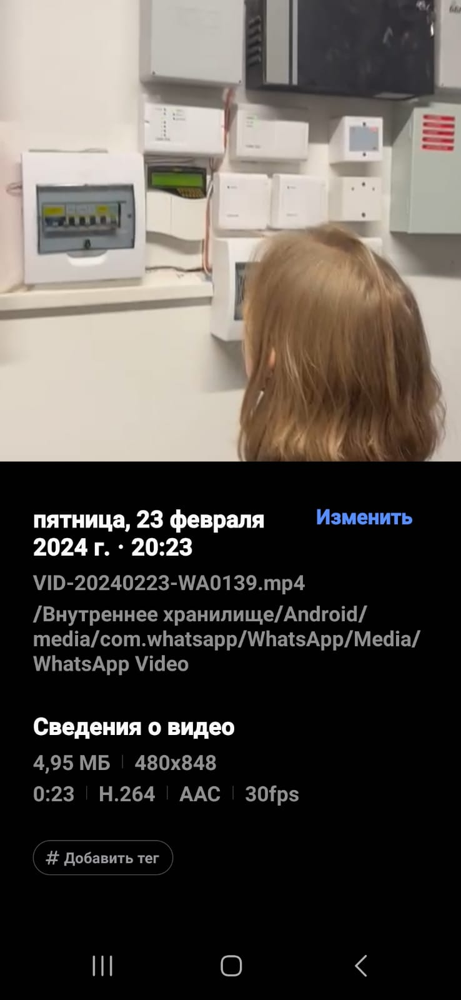 пятница, 23 февраля
2024 г. · 20:23
Изменить
VID-20240223-WA0139.mp4
/Внутреннее хранилище/Android/
media/com.whatsapp/WhatsApp/Media/
WhatsApp Video
Сведения о видео
4,95 МБ | 480x848
0:23 | H.264 | AAC | 30fps
# Добавить тег